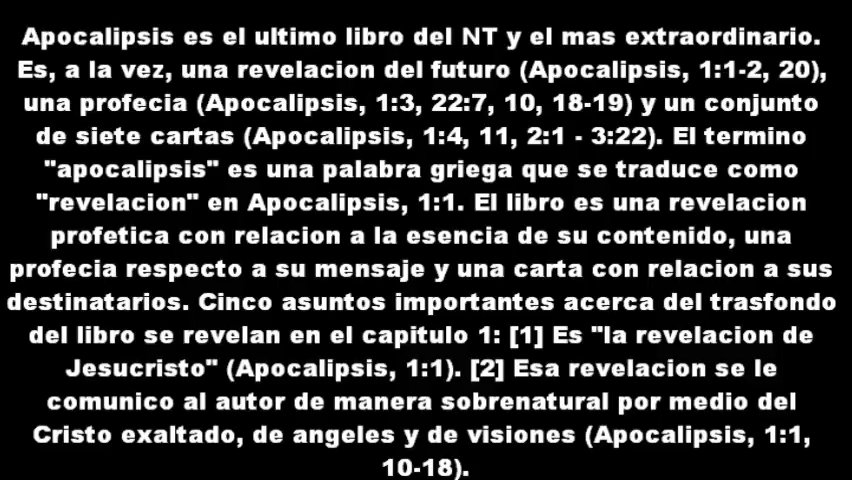 Apocalipsis es el ultimo libro del NT y el mas extraordinario.
Es, a la vez, una revelacion del futuro (Apocalipsis, 1:1-2, 20),
una profecia (Apocalipsis, 1:3, 22:7, 10, 18-19) y un conjunto
de siete cartas (Apocalipsis, 1:4, 11, 2:1 - 3:22). El termino
"apocalipsis" es una palabra griega que se traduce como
"revelacion" en Apocalipsis, 1:1. El libro es una revelacion
profetica con relacion a la esencia de su contenido, una
profecia respecto a su mensaje y una carta con relacion a sus
destinatarios. Cinco asuntos importantes acerca del trasfondo
del libro se revelan en el capitulo 1: [1] Es "la revelacion de
Jesucristo" (Apocalipsis, 1:1). [2] Esa revelacion se le
comunico al autor de manera sobrenatural por medio del
Cristo exaltado, de angeles y de visiones (Apocalipsis, 1:1,
10-18).